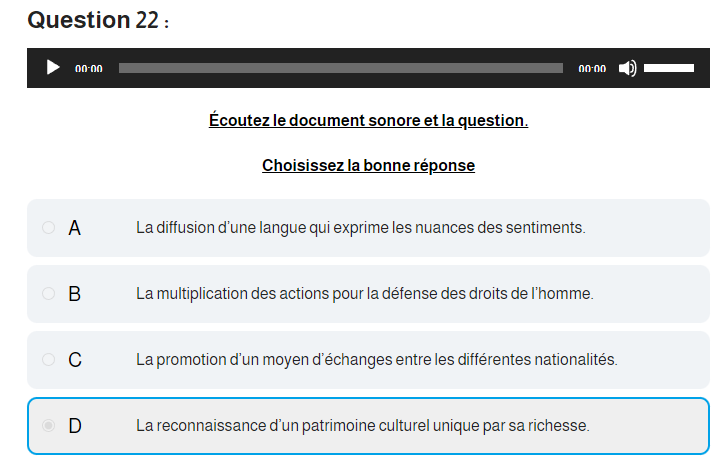 Question 22 :
00:00 00:00
Écoutez le document sonore et la question.
Choisissez la bonne réponse
A La diffusion d’une langue qui exprime les nuances des sentiments.
B La multiplication des actions pour la défense des droits de l’homme.
C La promotion d’un moyen d’échanges entre les différentes nationalités.
D La reconnaissance d’un patrimoine culturel unique par sa richesse.